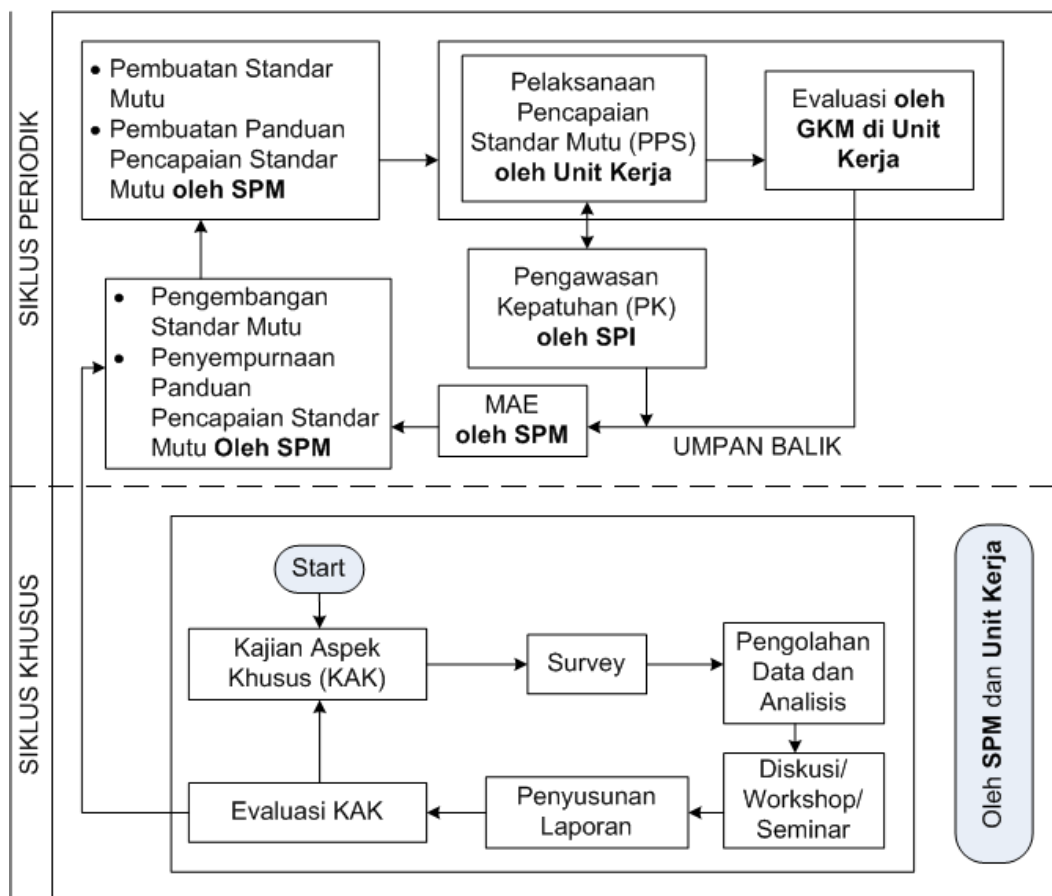 SIKLUS PERIODIK
• Pembuatan Standar
Mutu
• Pembuatan Panduan
Pencapaian Standar
Mutu oleh SPM
Pelaksanaan
Pencapaian
Standar Mutu (PPS)
oleh Unit Kerja
Evaluasi oleh
GKM di Unit
Kerja
• Pengembangan
Standar Mutu
• Penyempurnaan
Panduan
Pencapaian Standar
Mutu Oleh SPM
Pengawasan
Kepatuhan (PK)
oleh SPI
MAE
oleh SPM
UMPAN BALIK
SIKLUS KHUSUS
Start
Kajian Aspek
Khusus (KAK)
Survey
Pengolahan
Data dan
Analisis
Diskusi/
Workshop/
Seminar
Penyusunan
Laporan
Evaluasi KAK
Oleh SPM dan Unit Kerja